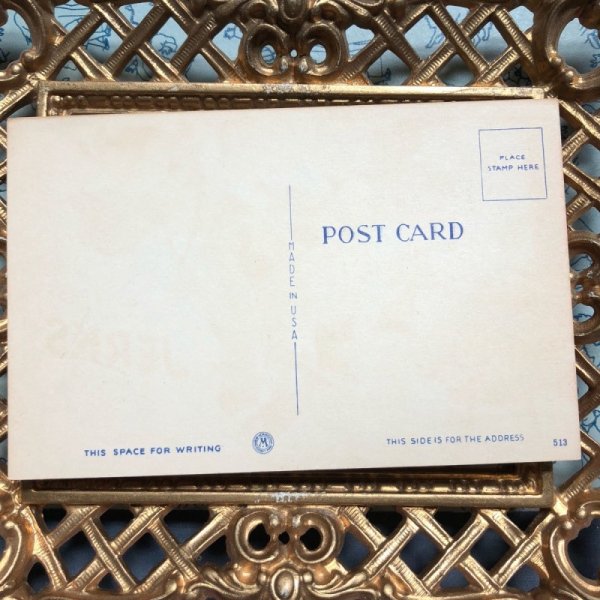 PLACE
STAMP HERE
POST CARD
MADE IN USA
THIS SPACE FOR WRITING
M
THIS SIDE IS FOR THE ADDRESS
513